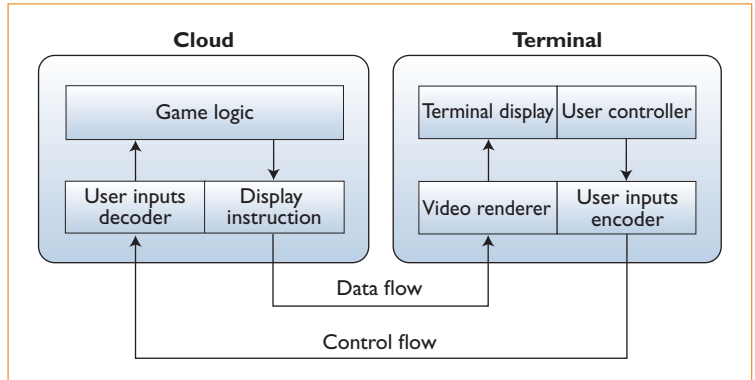 Cloud
Terminal
Game logic
User inputs
decoder
Display
instruction
Terminal display
User controller
Video renderer
User inputs
encoder
Data flow
Control flow